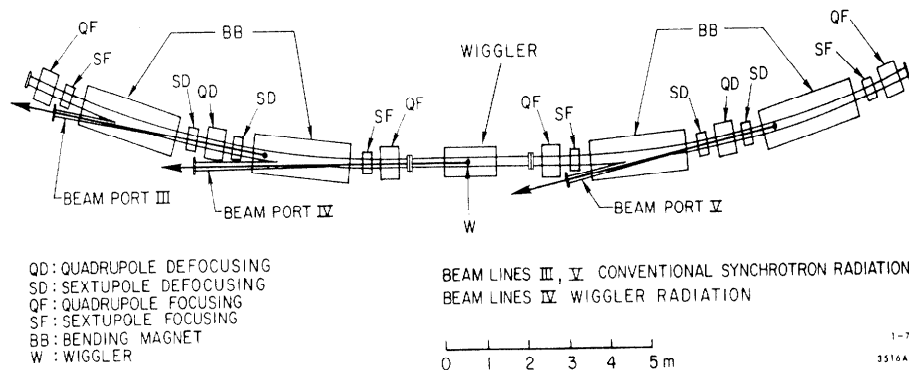 QF
SF
BB
SD
QD
SD
SF
QF
WIGGLER
QF
SF
BB
SD
QD
SD
SF
QF
BEAM PORT III
BEAM PORT IV
W
BEAM PORT V
QD: QUADRUPOLE DEFOCUSING
SD: SEXTUPOLE DEFOCUSING
QF: QUADRUPOLE FOCUSING
SF: SEXTUPOLE FOCUSING
BB: BENDING MAGNET
W : WIGGLER
BEAM LINES III, V CONVENTIONAL SYNCHROTRON RADIATION
BEAM LINES IV WIGGLER RADIATION
0 1 2 3 4 5 m
1-7
3516A